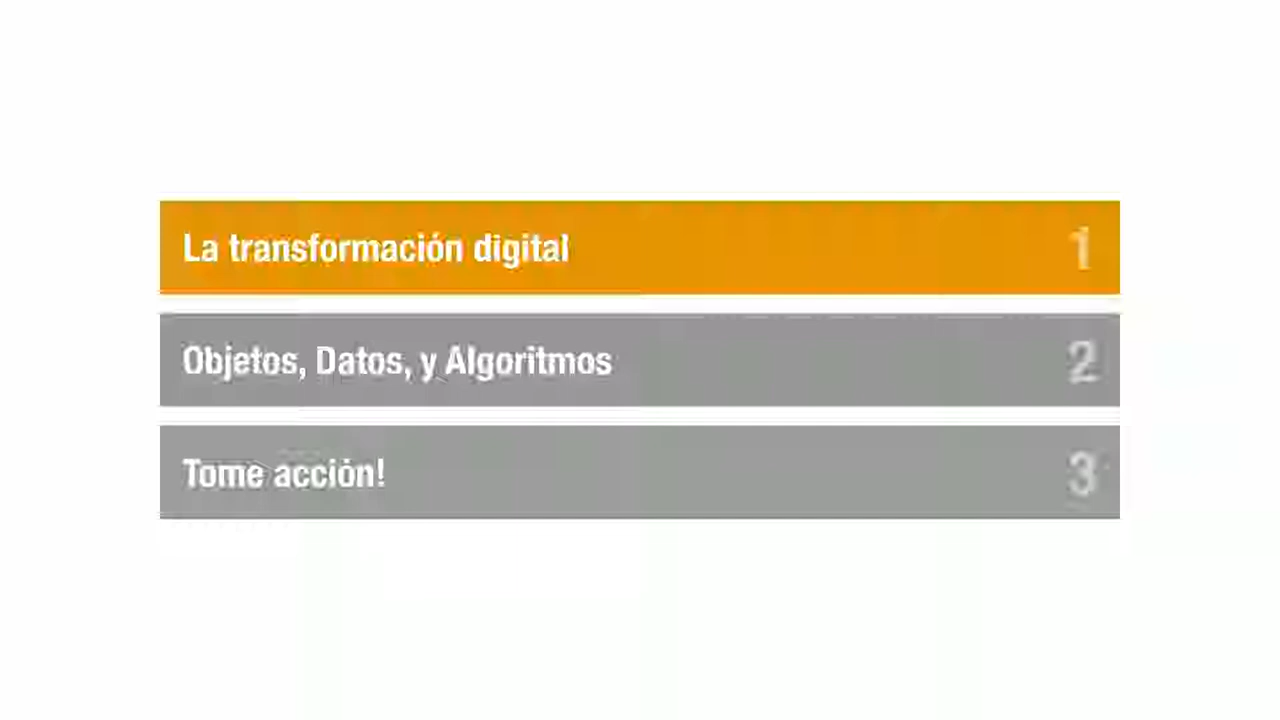 La transformación digital 1
Objetos, Datos, y Algoritmos 2
Tome acción! 3